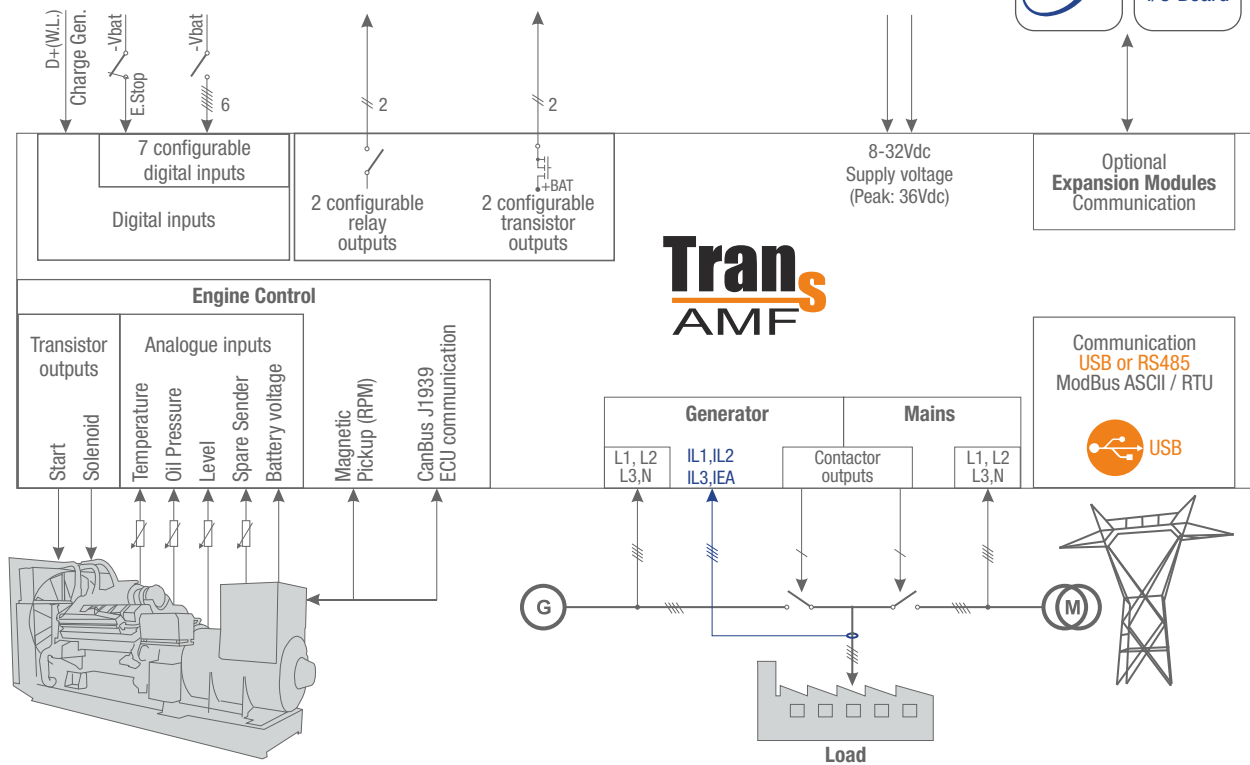 I/O Board
D+(W.L.)
Charge Gen.
-Vbat
E.Stop
-Vbat
6
2
2
7 configurable
digital inputs
Digital inputs
2 configurable
relay
outputs
+BAT
2 configurable
transistor
outputs
8-32Vdc
Supply voltage
(Peak: 36Vdc)
Optional
Expansion Modules
Communication
Trans
AMF
Engine Control
Transistor
outputs
Start
Solenoid
Analogue inputs
Temperature
Oil Pressure
Level
Spare Sender
Battery voltage
Magnetic
Pickup (RPM)
CanBus J1939
ECU communication
Generator
Mains
L1, L2
L3,N
IL1,IL2
IL3,IEA
Contactor
outputs
L1, L2
L3,N
Communication
USB or RS485
ModBus ASCII / RTU
USB
G
M
Load